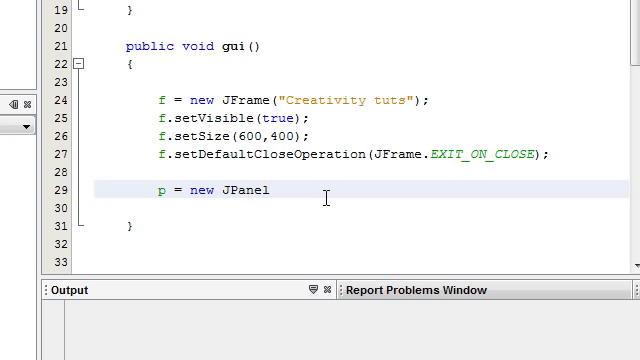 19 }
20
21 public void gui()
22 {
23
24 f = new JFrame("Creativity tuts");
25 f.setVisible(true);
26 f.setSize(600,400);
27 f.setDefaultCloseOperation(JFrame.EXIT_ON_CLOSE);
28
29 p = new JPanel
30
31 }
32
33
Output Report Problems Window